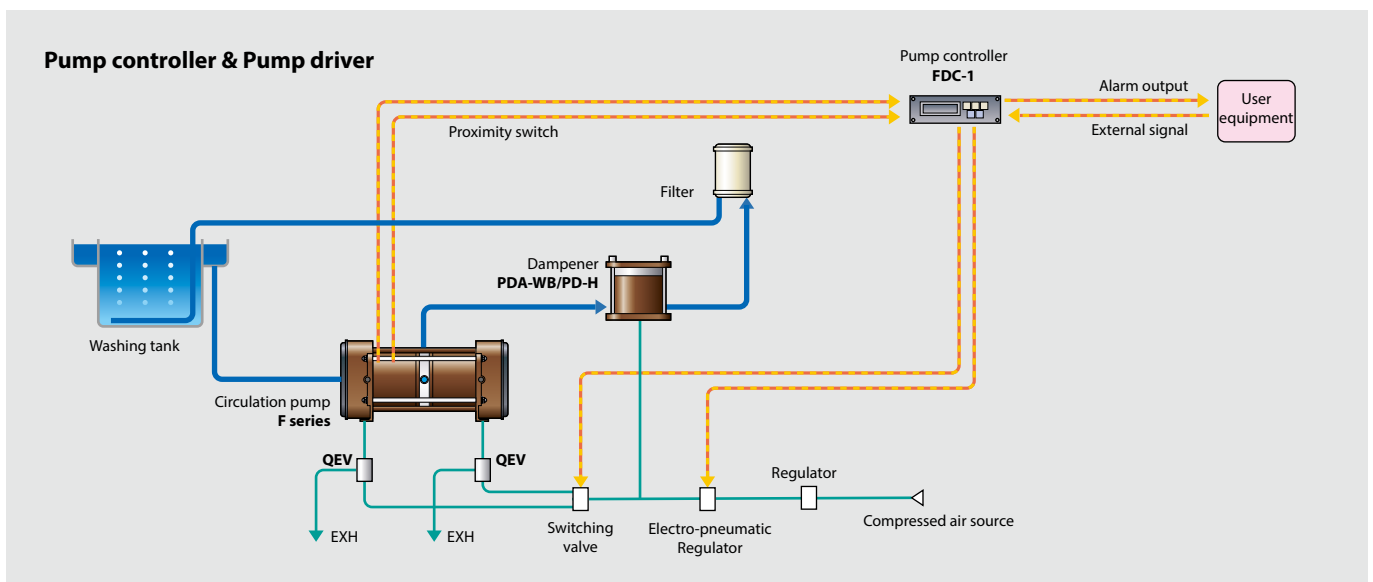 Pump controller & Pump driver
Pump controller
FDC-1
Alarm output
External signal
User
equipment
Proximity switch
Filter
Dampener
PDA-WB/PD-H
Washing tank
Circulation pump
F series
QEV
QEV
EXH
EXH
Switching
valve
Electro-pneumatic
Regulator
Regulator
Compressed air source